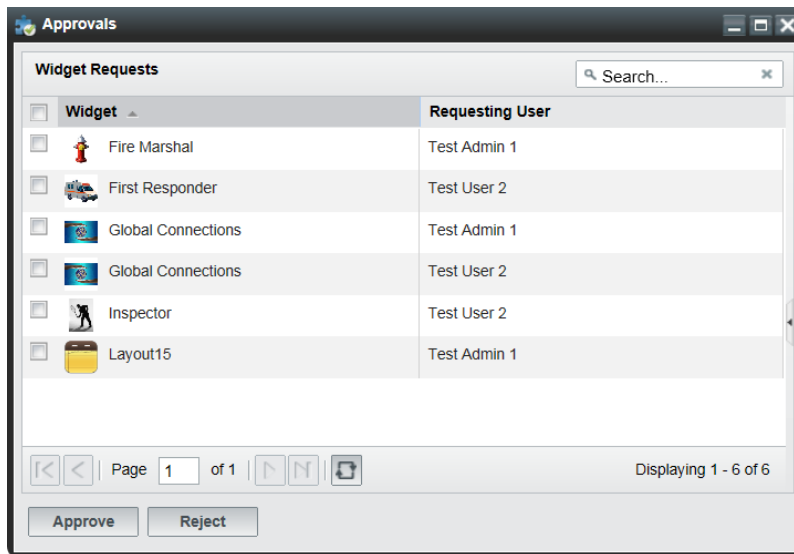 Approvals
Widget Requests
Search...
Widget Requesting User
Fire Marshal Test Admin 1
First Responder Test User 2
Global Connections Test Admin 1
Global Connections Test User 2
Inspector Test User 2
Layout15 Test Admin 1
Page 1 of 1 Displaying 1 - 6 of 6
Approve Reject